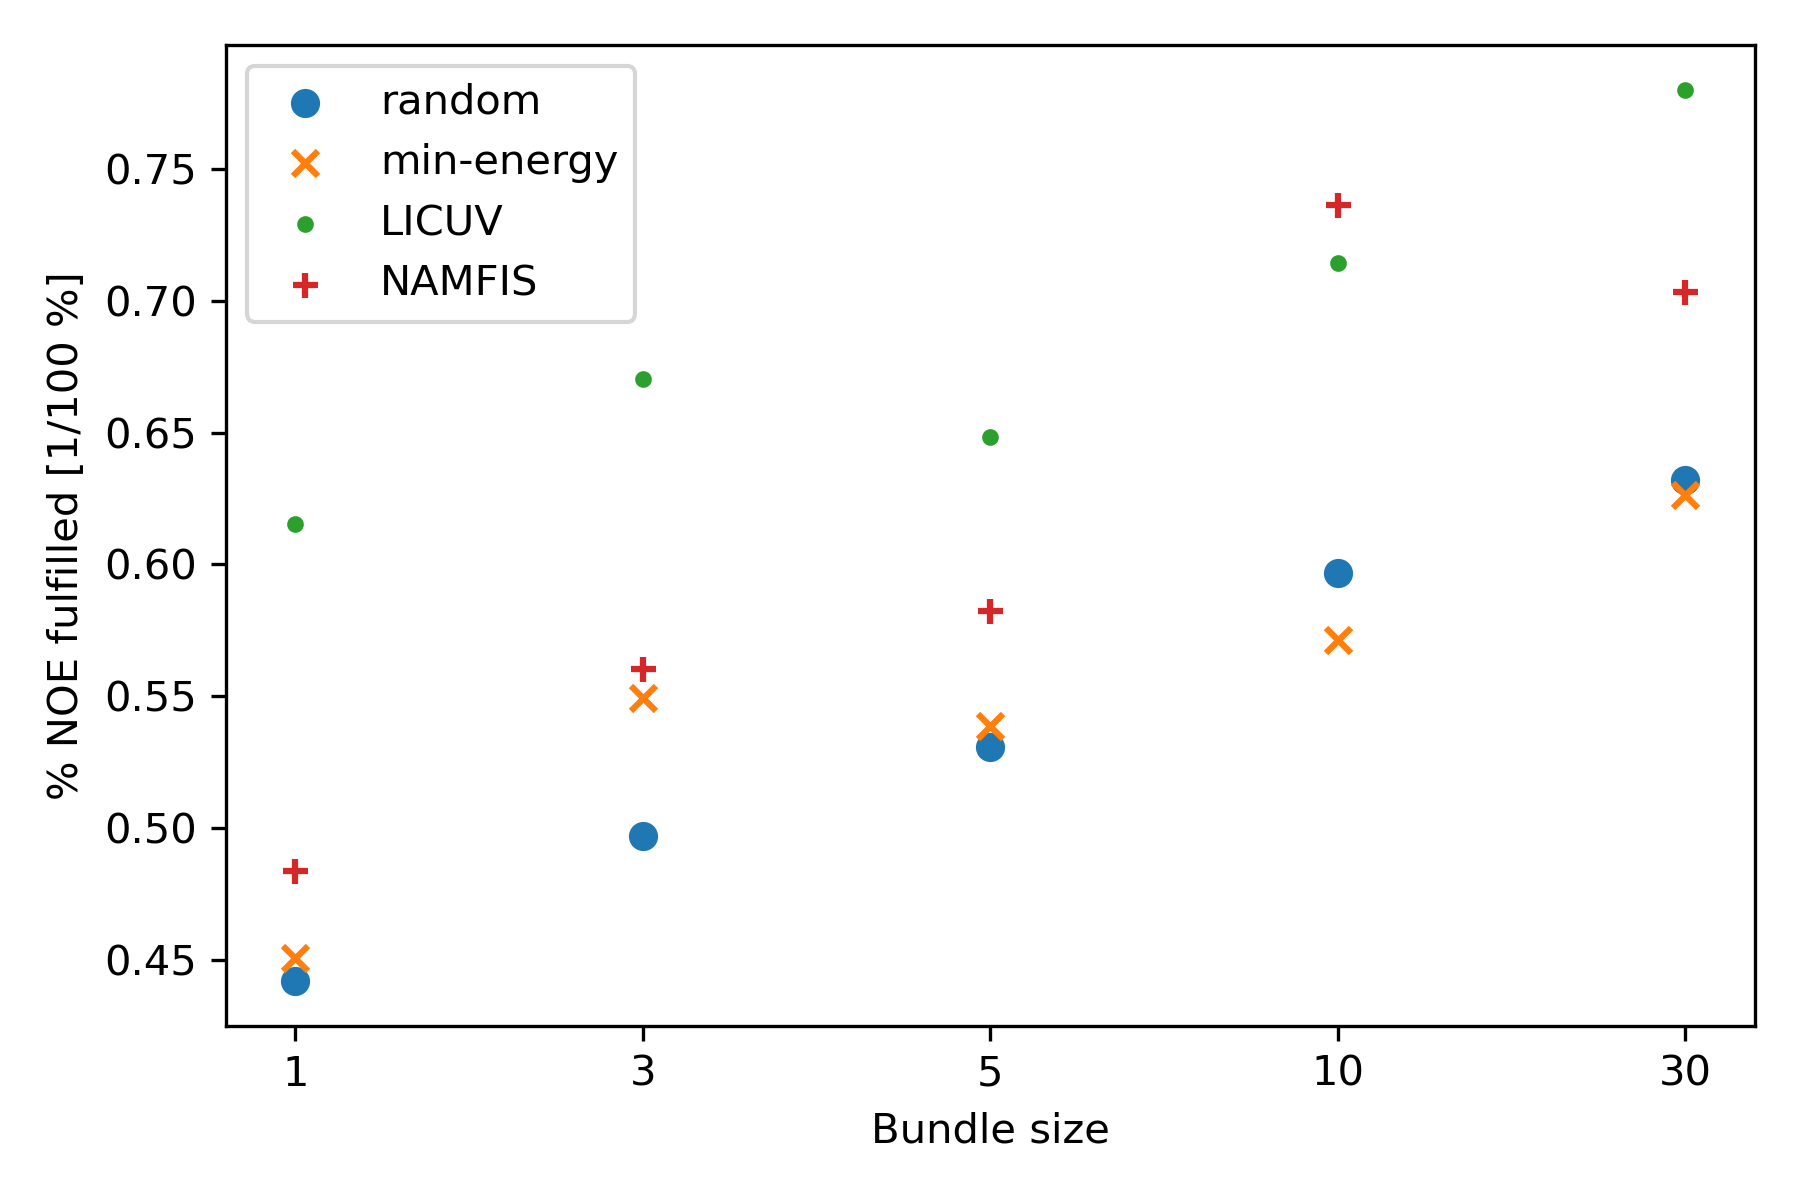 random
min-energy
LICUV
NAMFIS
0.75
0.70
0.65
0.60
0.55
0.50
0.45
% NOE fulfilled [1/100 %]
1 3 5 10 30
Bundle size